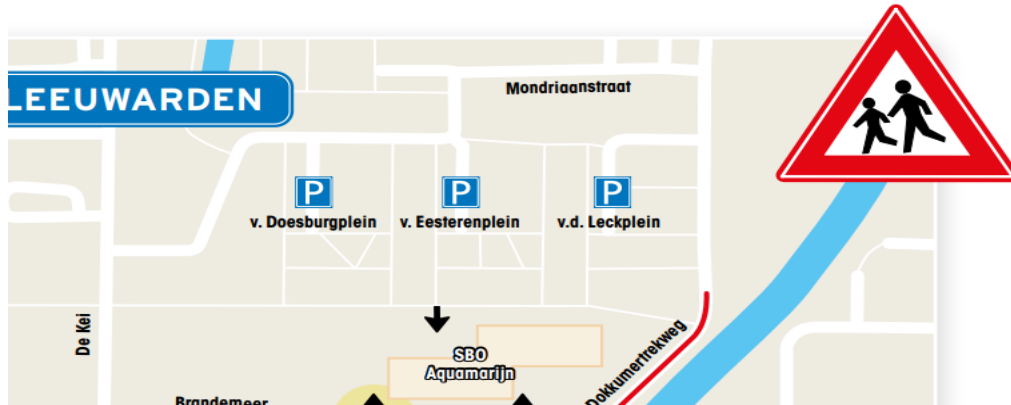 LEEUWARDEN
Mondriaanstraat
P
P
P
v. Doesburgplein
v. Eesterenplein
v.d. Leckplein
De Kei
SBO
Aquamarijn
Dokkumertrekweg
Brandemeer